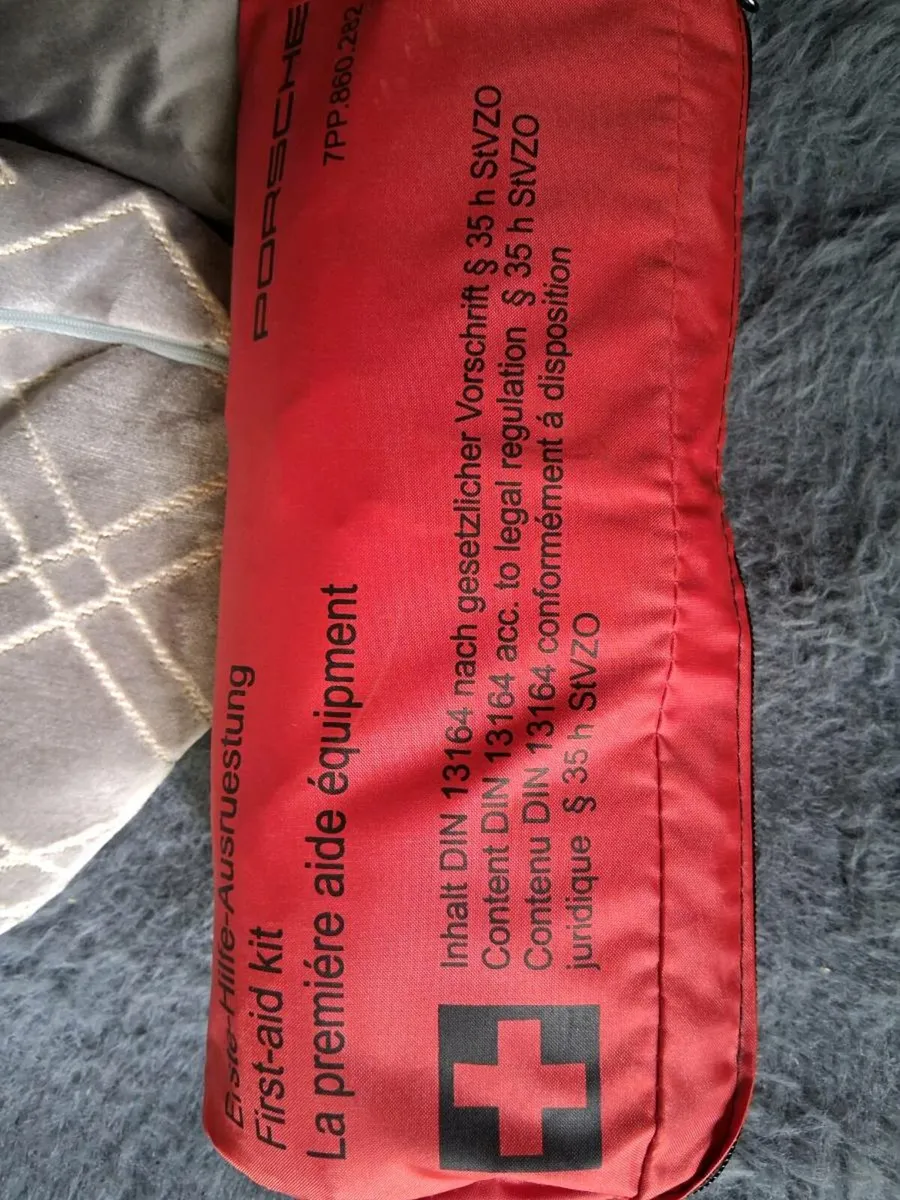 PORSCHE
7PP.860.282
Erste-Hilfe-Ausruestung
First-aid kit
La premiére aide équipment
Inhalt DIN 13164 nach gesetzlicher Vorschrift § 35 h StVZO
Content DIN 13164 acc. to legal regulation § 35 h StVZO
Contenu DIN 13164 conformément á disposition
juridique § 35 h StVZO